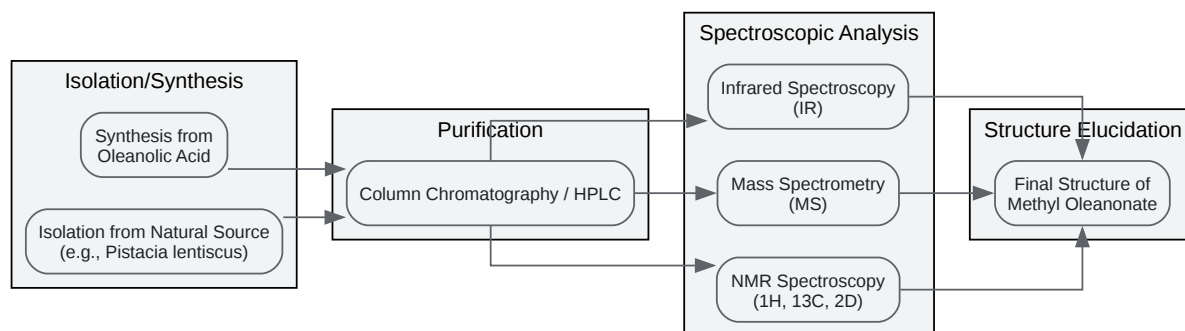 Isolation/Synthesis
Synthesis from
Oleanolic Acid
Isolation from Natural Source
(e.g., Pistacia lentiscus)
Purification
Column Chromatography / HPLC
Spectroscopic Analysis
Infrared Spectroscopy
(IR)
Mass Spectrometry
(MS)
NMR Spectroscopy
(1H, 13C, 2D)
Structure Elucidation
Final Structure of
Methyl Oleanonate